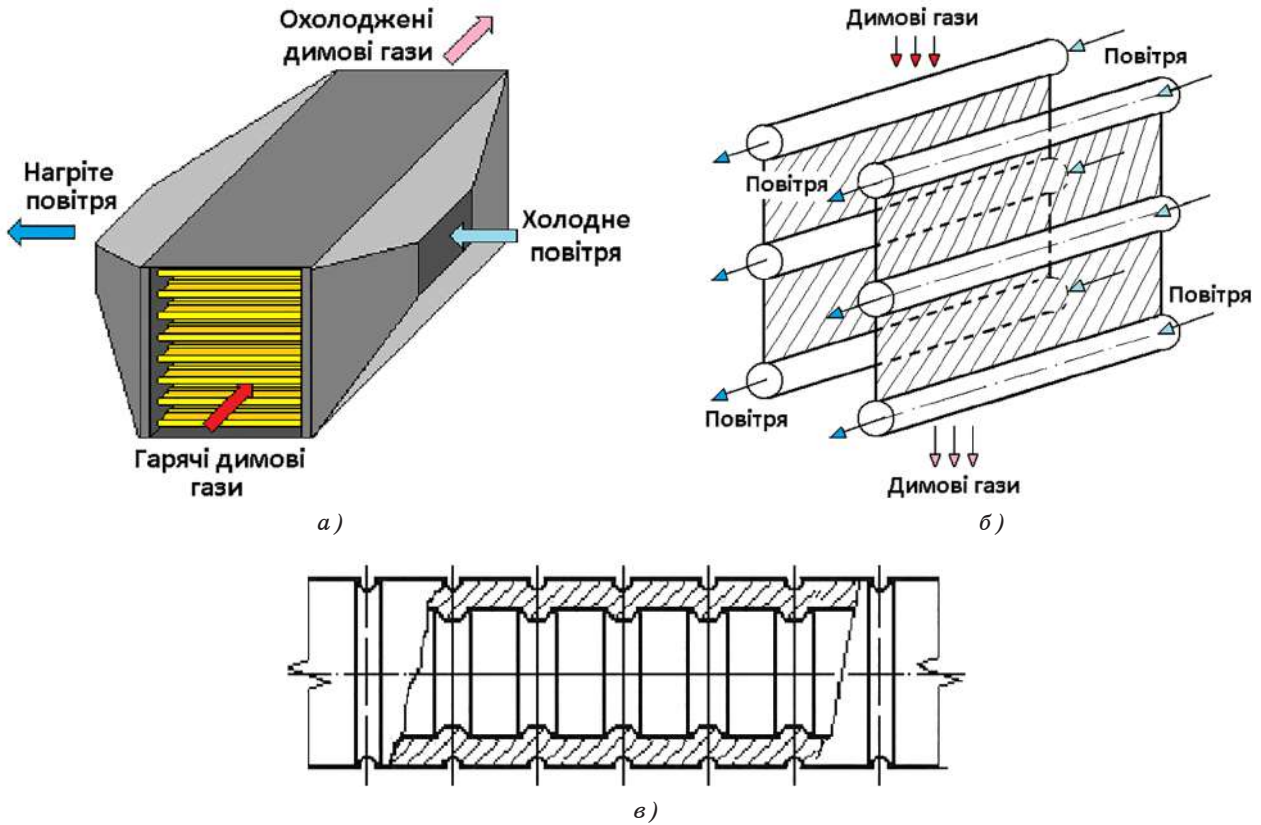 Охолоджені
димові гази
Нагріте
повітря
Холодне
повітря
Гарячі димові
гази
а)
Димові гази
Повітря
Повітря
Повітря
Повітря
Димові гази
б)
в)